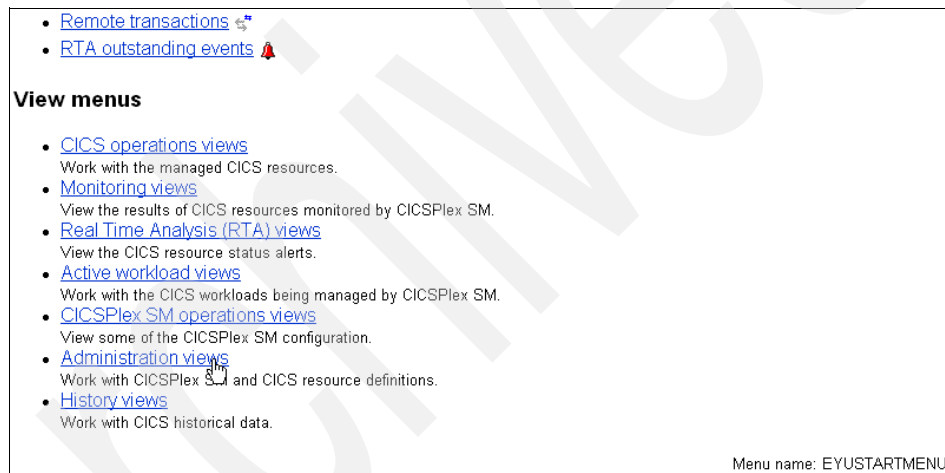 Remote transactions
RTA outstanding events
View menus
CICS operations views
Work with the managed CICS resources.
Monitoring views
View the results of CICS resources monitored by CICSPlex SM.
Real Time Analysis (RTA) views
View the CICS resource status alerts.
Active workload views
Work with the CICS workloads being managed by CICSPlex SM.
CICSPlex SM operations views
View some of the CICSPlex SM configuration.
Administration views
Work with CICSPlex SM and CICS resource definitions.
History views
Work with CICS historical data.
Menu name: EYUSTARTMENU